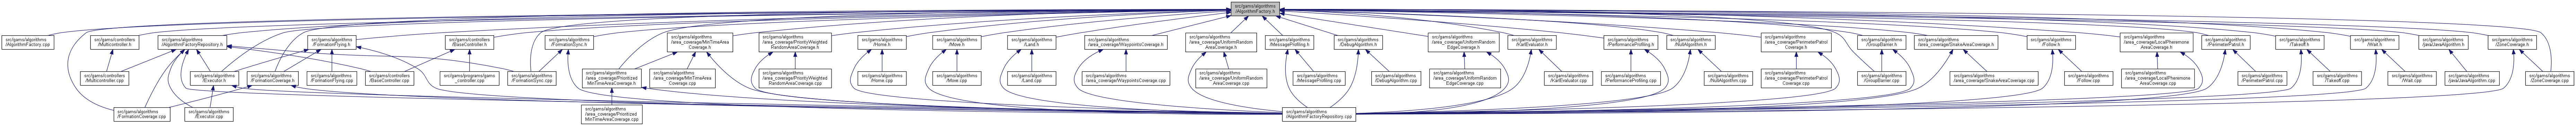 src/gams/algorithms
/AlgorithmFactory.h
src/gams/algorithms
/AlgorithmFactory.cpp
src/gams/controllers
/Multicontroller.h
src/gams/algorithms
/AlgorithmFactoryRepository.h
src/gams/algorithms
/FormationFlying.h
src/gams/controllers
/BaseController.h
src/gams/algorithms
/FormationSync.h
src/gams/algorithms
/area_coverage/MinTimeArea
Coverage.h
src/gams/algorithms
/area_coverage/PriorityWeighted
RandomAreaCoverage.h
src/gams/algorithms
/Home.h
src/gams/algorithms
/Move.h
src/gams/algorithms
/Land.h
src/gams/algorithms
/area_coverage/WaypointsCoverage.h
src/gams/algorithms
/area_coverage/UniformRandom
AreaCoverage.h
src/gams/algorithms
/MessageProfiling.h
src/gams/algorithms
/DebugAlgorithm.h
src/gams/algorithms
/area_coverage/UniformRandom
EdgeCoverage.h
src/gams/algorithms
/KarlEvaluator.h
src/gams/algorithms
/PerformanceProfiling.h
src/gams/algorithms
/NullAlgorithm.h
src/gams/algorithms
/area_coverage/PerimeterPatrol
Coverage.h
src/gams/algorithms
/GroupBarrier.h
src/gams/algorithms
/area_coverage/SnakeAreaCoverage.h
src/gams/algorithms
/Follow.h
src/gams/algorithms
/area_coverage/LocalPheremone
AreaCoverage.h
src/gams/algorithms
/PerimeterPatrol.h
src/gams/algorithms
/Takeoff.h
src/gams/algorithms
/Wait.h
src/gams/algorithms
/java/JavaAlgorithm.h
src/gams/algorithms
/ZoneCoverage.h
src/gams/controllers
/Multicontroller.cpp
src/gams/algorithms
/Executor.h
src/gams/algorithms
/FormationCoverage.h
src/gams/algorithms
/FormationFlying.cpp
src/gams/controllers
/BaseController.cpp
src/gams/programs/gams
_controller.cpp
src/gams/algorithms
/FormationSync.cpp
src/gams/algorithms
/area_coverage/Prioritized
MinTimeAreaCoverage.h
src/gams/algorithms
/area_coverage/MinTimeArea
Coverage.cpp
src/gams/algorithms
/area_coverage/PriorityWeighted
RandomAreaCoverage.cpp
src/gams/algorithms
/Home.cpp
src/gams/algorithms
/Move.cpp
src/gams/algorithms
/Land.cpp
src/gams/algorithms
/area_coverage/WaypointsCoverage.cpp
src/gams/algorithms
/area_coverage/UniformRandom
AreaCoverage.cpp
src/gams/algorithms
/MessageProfiling.cpp
src/gams/algorithms
/DebugAlgorithm.cpp
src/gams/algorithms
/area_coverage/UniformRandom
EdgeCoverage.cpp
src/gams/algorithms
/KarlEvaluator.cpp
src/gams/algorithms
/PerformanceProfiling.cpp
src/gams/algorithms
/NullAlgorithm.cpp
src/gams/algorithms
/area_coverage/PerimeterPatrol
Coverage.cpp
src/gams/algorithms
/GroupBarrier.cpp
src/gams/algorithms
/area_coverage/SnakeAreaCoverage.cpp
src/gams/algorithms
/Follow.cpp
src/gams/algorithms
/area_coverage/LocalPheremone
AreaCoverage.cpp
src/gams/algorithms
/PerimeterPatrol.cpp
src/gams/algorithms
/Takeoff.cpp
src/gams/algorithms
/Wait.cpp
src/gams/algorithms
/java/JavaAlgorithm.cpp
src/gams/algorithms
/ZoneCoverage.cpp
src/gams/algorithms
/FormationCoverage.cpp
src/gams/algorithms
/Executor.cpp
src/gams/algorithms
/area_coverage/Prioritized
MinTimeAreaCoverage.cpp
src/gams/algorithms
/AlgorithmFactoryRepository.cpp